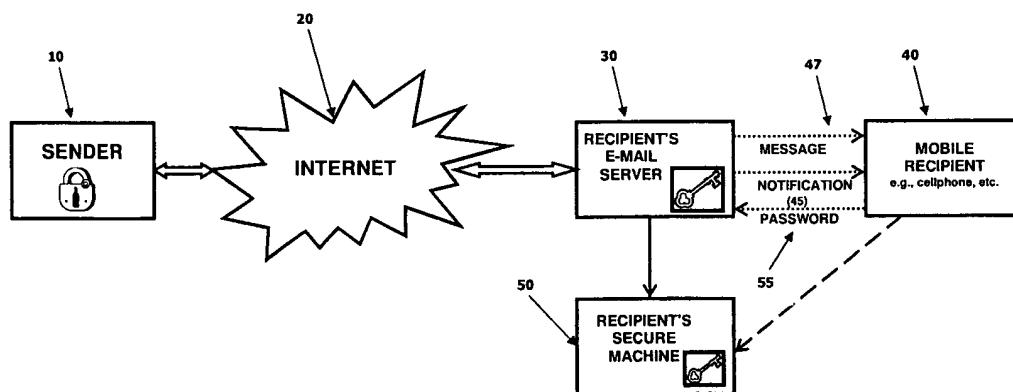 10
20
30
47
40
SENDER
INTERNET
RECIPIENT'S
E-MAIL
SERVER
MESSAGE
NOTIFICATION
(45)
PASSWORD
MOBILE
RECIPIENT
e.g., cellphone, etc.
55
50
RECIPIENT'S
SECURE
MACHINE